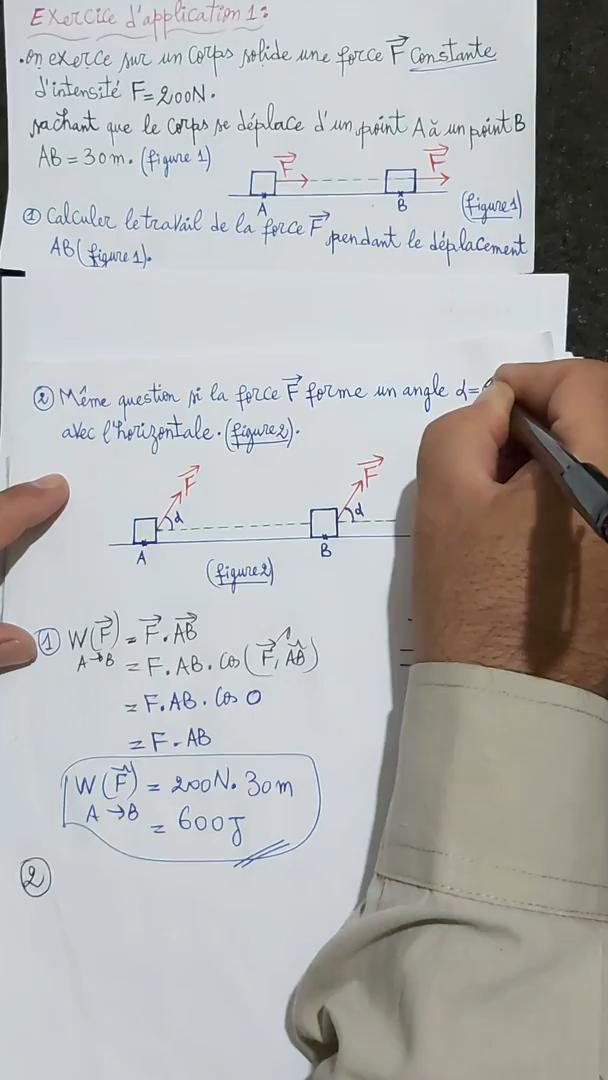 Exercice d'application 1:
.On exerce sur un corps solide une force F⃗ constante
d'intensité F=200N.
sachant que le corps se déplace d'un point A à un point B
AB = 30m. (figure 1)
F⃗ F⃗
A B (figure 1)
① Calculer le travail de la force F⃗ pendant le déplacement
AB (figure 1).
② Même question si la force F⃗ forme un angle α=
avec l'horizontale. (figure 2).
F⃗ F⃗
α α
A B
(figure 2)
① W(F⃗) = F⃗ . AB⃗
A→B = F. AB. cos (F⃗, AB⃗)
= F. AB. cos 0
= F. AB
W(F⃗) = 200N. 30m
A→B = 600J
②